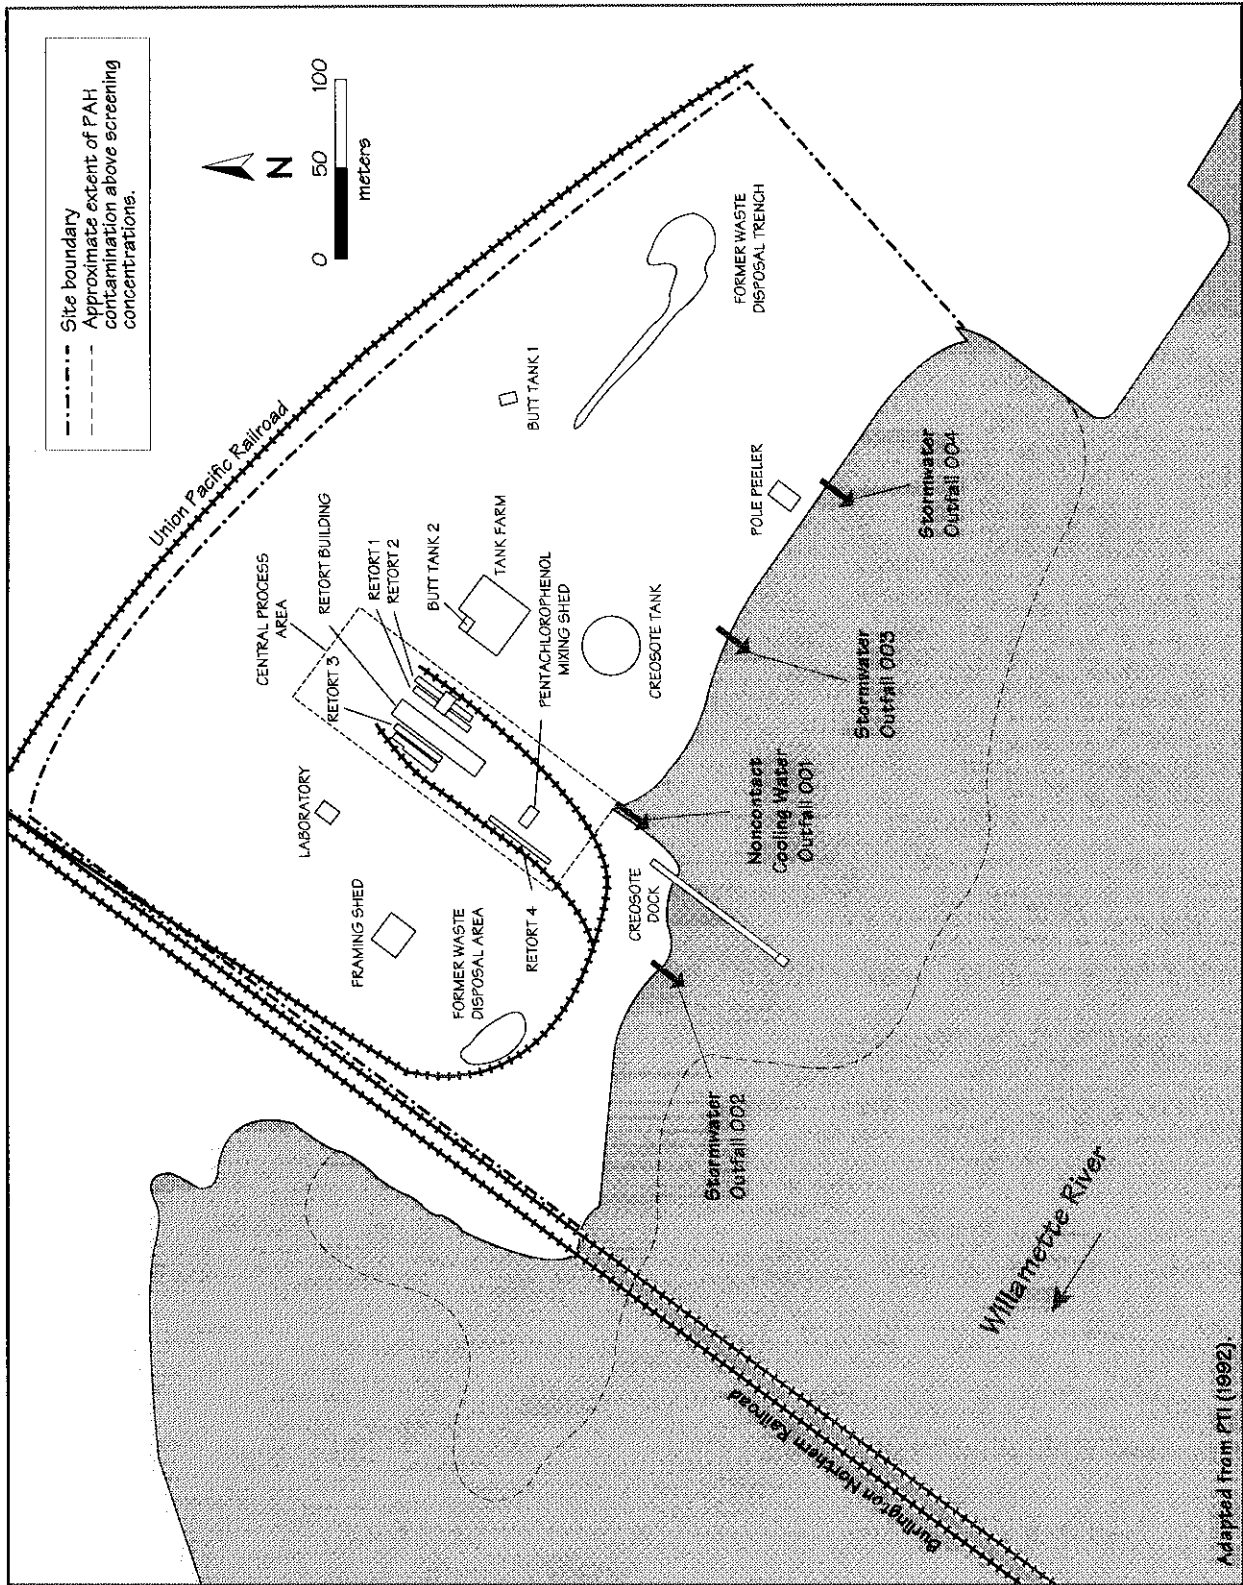 Site boundary
Approximate extent of PAH
contamination above screening
concentrations.
N
0
50
100
meters
Union Pacific Railroad
CENTRAL PROCESS
AREA
RETORT BUILDING
RETORT 3
RETORT 1
RETORT 2
BUTT TANK 2
TANK FARM
BUTT TANK 1
FORMER WASTE
DISPOSAL TRENCH
LABORATORY
FRAMING SHED
FORMER WASTE
DISPOSAL AREA
RETORT 4
PENTACHLOROPHENOL
MIXING SHED
CREOSOTE TANK
POLE PEELER
CREOSOTE
DOCK
Stormwater
Outfall 002
Noncontact
Cooling Water
Outfall 001
Stormwater
Outfall 003
Stormwater
Outfall 004
Willamette River
Burlington Northern Railroad
Adapted from PTI (1992).